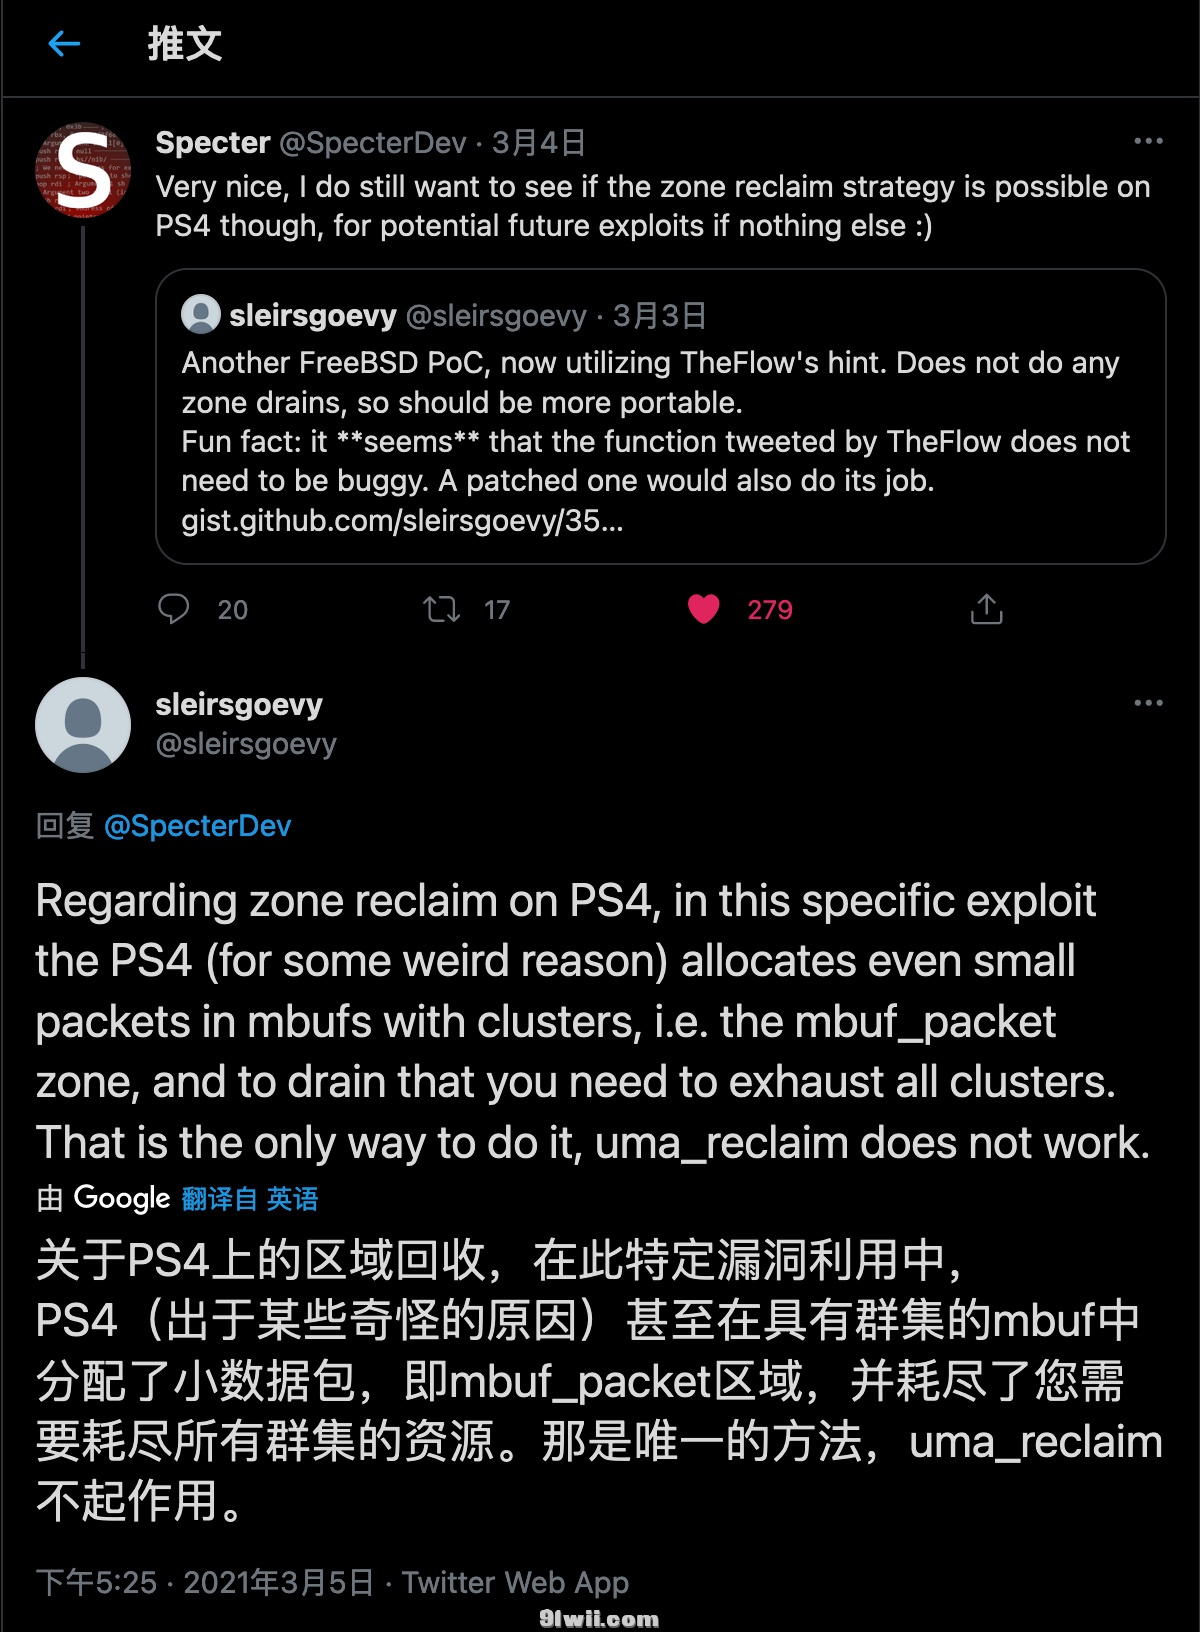 推文
Specter @SpecterDev · 3月4日
Very nice, I do still want to see if the zone reclaim strategy is possible on
PS4 though, for potential future exploits if nothing else :)
sleirsgoevy @sleirsgoevy · 3月3日
Another FreeBSD PoC, now utilizing TheFlow's hint. Does not do any
zone drains, so should be more portable.
Fun fact: it **seems** that the function tweeted by TheFlow does not
need to be buggy. A patched one would also do its job.
gist.github.com/sleirsgoevy/35...
20 17 279
sleirsgoevy
@sleirsgoevy
回复 @SpecterDev
Regarding zone reclaim on PS4, in this specific exploit
the PS4 (for some weird reason) allocates even small
packets in mbufs with clusters, i.e. the mbuf_packet
zone, and to drain that you need to exhaust all clusters.
That is the only way to do it, uma_reclaim does not work.
由 Google 翻译自 英语
关于PS4上的区域回收，在此特定漏洞利用中，
PS4（出于某些奇怪的原因）甚至在具有群集的mbuf中
分配了小数据包，即mbuf_packet区域，并耗尽了您需
要耗尽所有群集的资源。那是唯一的方法，uma_reclaim
不起作用。
下午5:25 · 2021年3月5日 · Twitter Web App
91wii.com